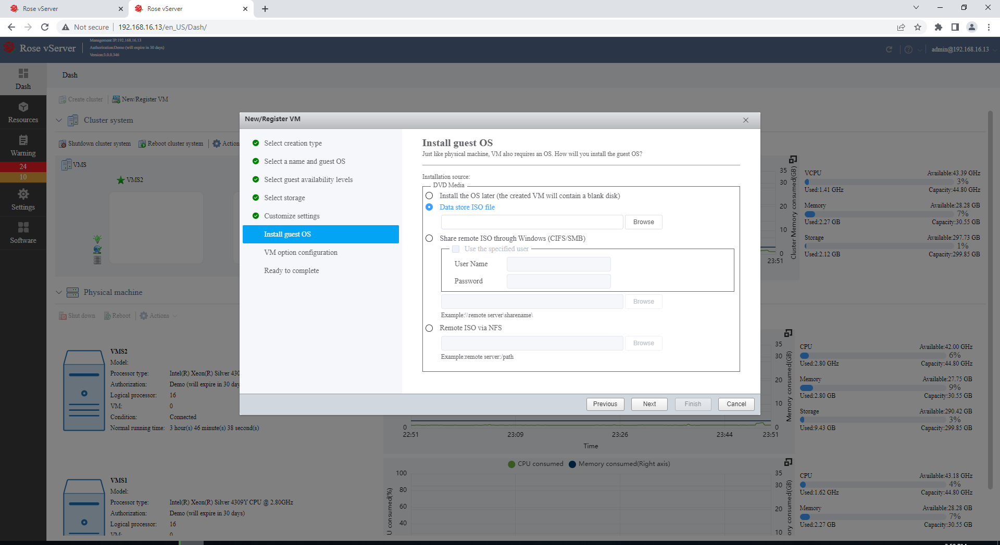 Rose vServer
Rose vServer
Not secure
192.168.16.13/en_US/Dash/
Rose vServer
Management IP:192.168.16.13
Authorization:Demo (will expire in 30 days)
Version:3.0.0.346
admin@192.168.16.13
Dash
Resources
Warning
24
10
Settings
Software
Dash
Create cluster
New/Register VM
Cluster system
Shutdown cluster system
Reboot cluster system
Action
VMS
VMS2
Physical machine
Shut down
Reboot
Actions
VMS2
Model:
Processor type: Intel(R) Xeon(R) Silver 430
Authorization: Demo (will expire in 30 day
Logical processor: 16
VM: 0
Condition: Connected
Normal running time: 3 hour(s) 46 minute(s) 38 second(s)
VMS1
Model:
Processor type: Intel(R) Xeon(R) Silver 4309Y CPU @ 2.80GHz
Authorization: Demo (will expire in 30 days)
Logical processor: 16
VM: 0
New/Register VM
Select creation type
Select a name and guest OS
Select guest availability levels
Select storage
Customize settings
Install guest OS
VM option configuration
Ready to complete
Install guest OS
Just like physical machine, VM also requires an OS. How will you install the guest OS?
Installation source:
DVD Media
Install the OS later (the created VM will contain a blank disk)
Data store ISO file
Browse
Share remote ISO through Windows (CIFS/SMB)
Use the specified user
User Name
Password
Browse
Example:\\remote server\sharename\
Remote ISO via NFS
Browse
Example:remote server:/path
Previous
Next
Finish
Cancel
35
30
20
10
0
23:51
Cluster Memory consumed(GB)
VCPU Available:43.39 GHz
3%
Used:1.41 GHz Capacity:44.80 GHz
Memory Available:28.28 GB
7%
Used:2.27 GB Capacity:30.55 GB
Storage Available:297.73 GB
1%
Used:2.12 GB Capacity:299.85 GB
35
30
20
10
0
Memory consumed(GB)
0
22:51
23:09
23:26
23:44
23:51
Time
CPU Available:42.00 GHz
6%
Used:2.80 GHz Capacity:44.80 GHz
Memory Available:27.75 GB
9%
Used:2.80 GB Capacity:30.55 GB
Storage Available:290.42 GB
3%
Used:9.43 GB Capacity:299.85 GB
CPU consumed
Memory consumed(Right axis)
100
80
60
40
U consumed(%)
35
30
20
10
ory consumed(GB)
CPU Available:43.18 GHz
4%
Used:1.62 GHz Capacity:44.80 GHz
Memory Available:28.28 GB
7%
Used:2.27 GB Capacity:30.55 GB